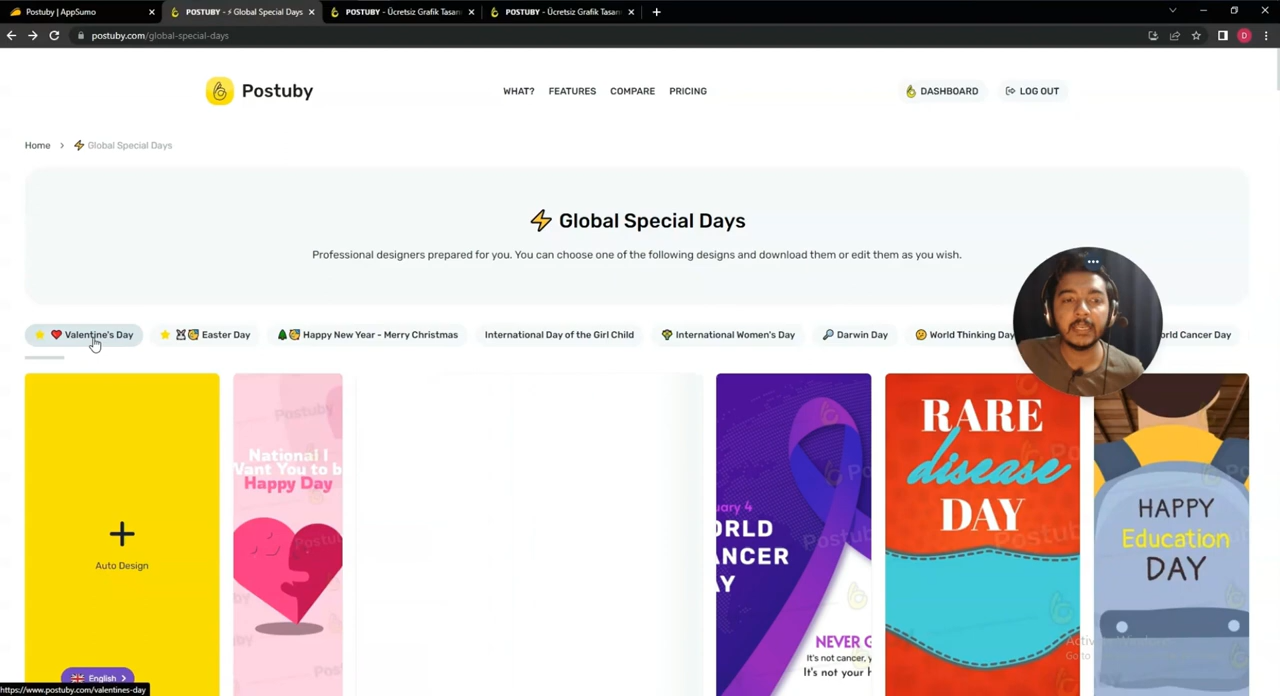 Postuby | AppSumo
POSTUBY - ⚡ Global Special Days
POSTUBY - Ücretsiz Grafik Tasarı
POSTUBY - Ücretsiz Grafik Tasarı
postuby.com/global-special-days
D
Postuby
WHAT?
FEATURES
COMPARE
PRICING
DASHBOARD
LOG OUT
Home > ⚡ Global Special Days
⚡ Global Special Days
Professional designers prepared for you. You can choose one of the following designs and download them or edit them as you wish.
Valentine's Day
Easter Day
Happy New Year - Merry Christmas
International Day of the Girl Child
International Women's Day
Darwin Day
World Thinking Day
orld Cancer Day
+
Auto Design
National I
Want You to b
Happy Day
uary 4
ORLD
ANCER
AY
NEVER G
It's not cancer, y
It's not your h
RARE
disease
DAY
HAPPY
Education
DAY
English
https://www.postuby.com/valentines-day